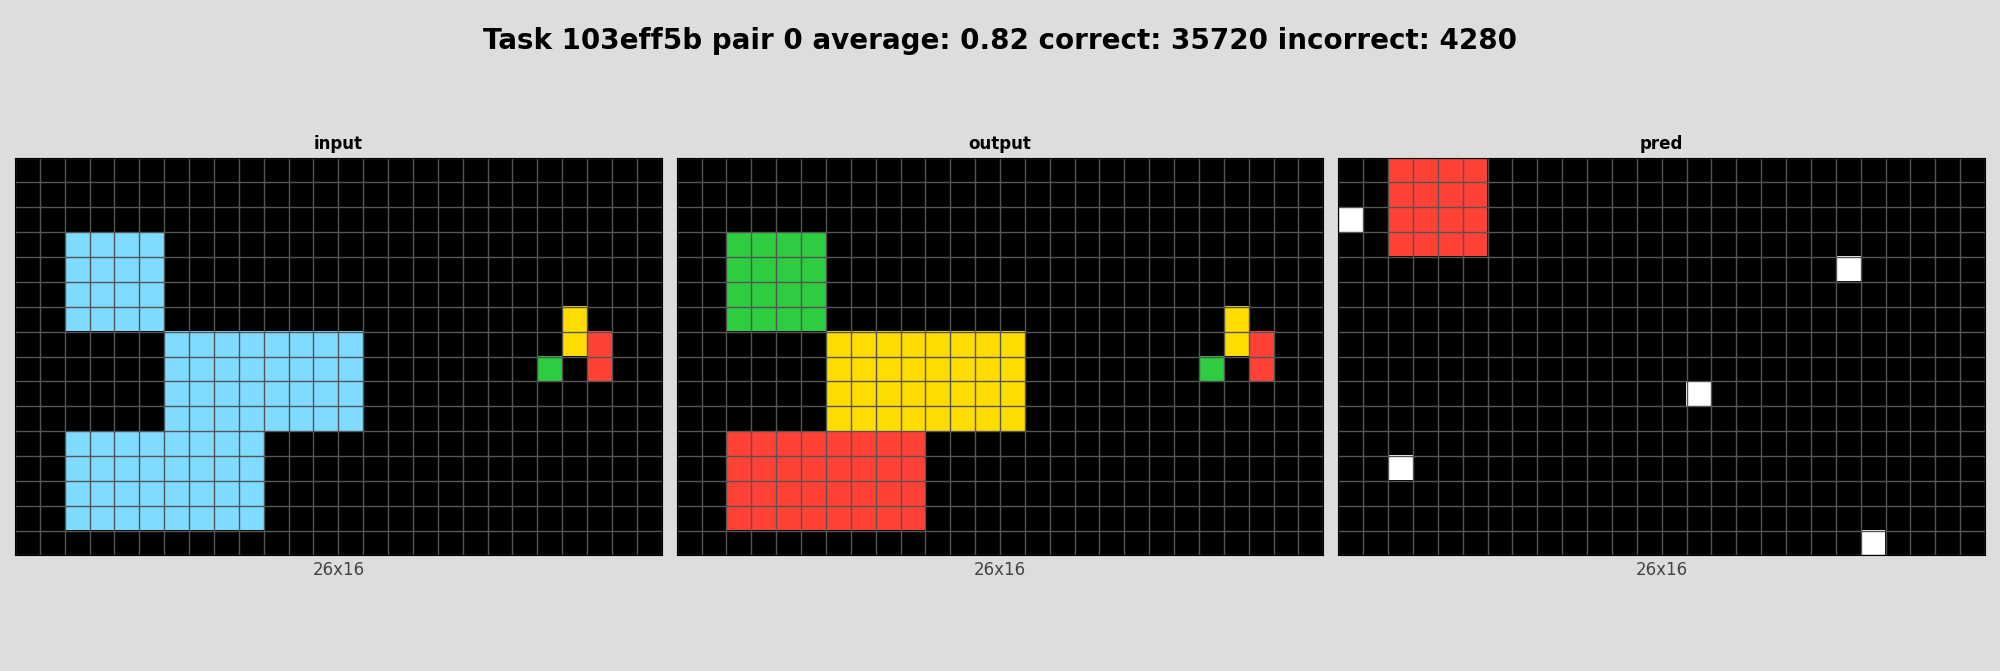 Task 103eff5b pair 0 average: 0.82 correct: 35720 incorrect: 4280
input
output
pred
26x16
26x16
26x16